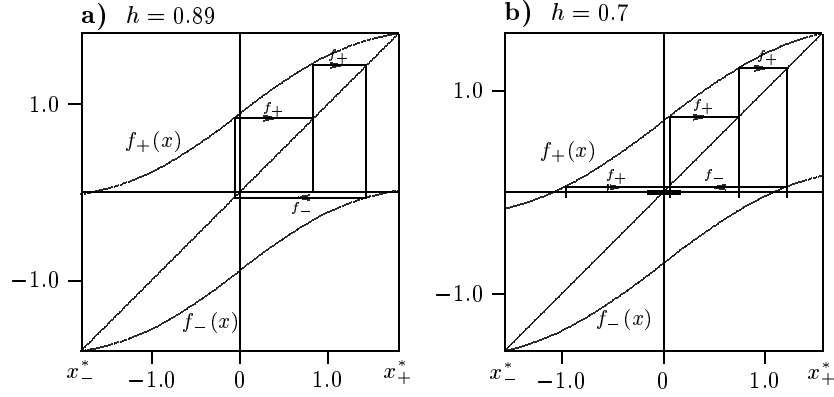 a) h = 0.89
f₊
1.0
f₊
f₊(x)
f₋
−1.0
f₋(x)
x*₋ −1.0 0 1.0 x*₊
b) h = 0.7
f₊
1.0
f₊
f₊(x)
f₊ f₋
−1.0
f₋(x)
x*₋ −1.0 0 1.0 x*₊